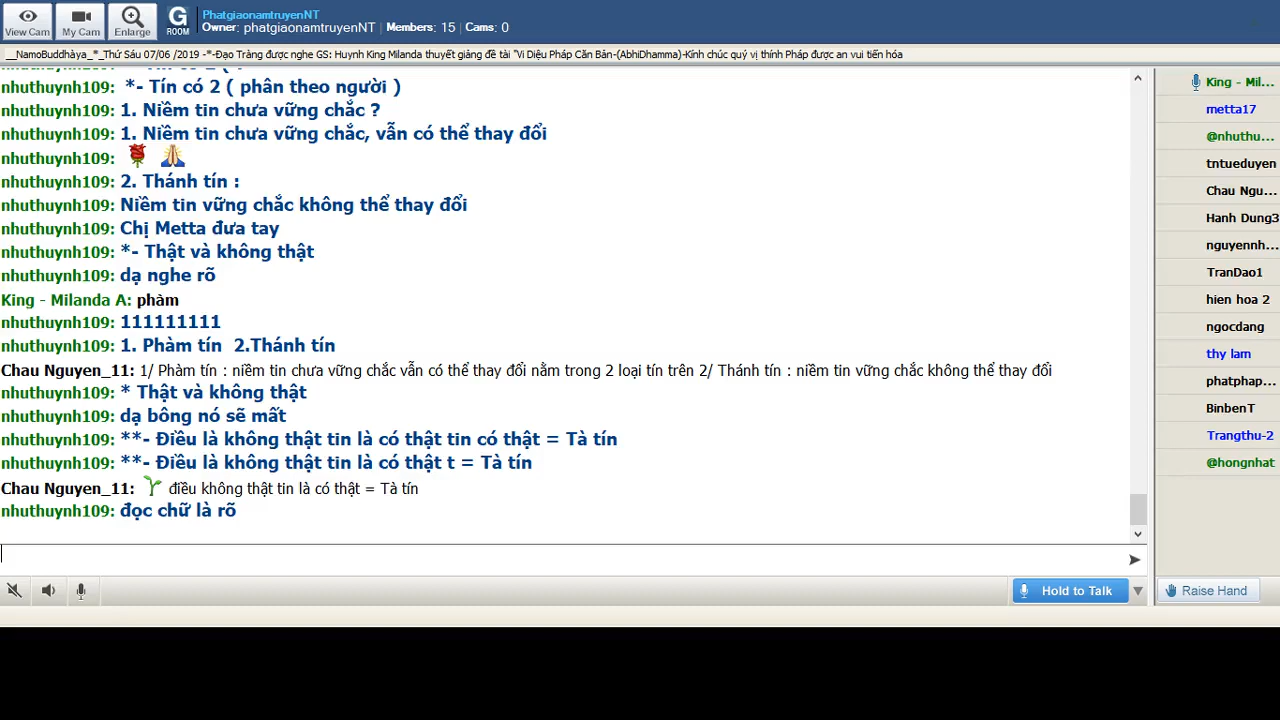 View Cam
My Cam
Enlarge
G
ROOM
PhatgiaonamtruyenNT
Owner: phatgiaonamtruyenNT | Members: 15 | Cams: 0
__NamoBuddhàya_*_Thứ Sáu 07/06 /2019 -*-Đạo Tràng được nghe GS: Huynh King Milanda thuyết giảng đề tài "Vi Diệu Pháp Căn Bản-(AbhiDhamma)-Kính chúc quý vị thính Pháp được an vui tiến hóa
nhuthuynh109: *- Tín có 2 ( phân theo người )
nhuthuynh109: 1. Niềm tin chưa vững chắc ?
nhuthuynh109: 1. Niềm tin chưa vững chắc, vẫn có thể thay đổi
nhuthuynh109:
nhuthuynh109: 2. Thánh tín :
nhuthuynh109: Niềm tin vững chắc không thể thay đổi
nhuthuynh109: Chị Metta đưa tay
nhuthuynh109: *- Thật và không thật
nhuthuynh109: dạ nghe rõ
King - Milanda A: phàm
nhuthuynh109: 111111111
nhuthuynh109: 1. Phàm tín 2.Thánh tín
Chau Nguyen_11: 1/ Phàm tín : niềm tin chưa vững chắc vẫn có thể thay đổi nằm trong 2 loại tín trên 2/ Thánh tín : niềm tin vững chắc không thể thay đổi
nhuthuynh109: * Thật và không thật
nhuthuynh109: dạ bông nó sẽ mất
nhuthuynh109: **- Điều là không thật tin là có thật tin có thật = Tà tín
nhuthuynh109: **- Điều là không thật tin là có thật t = Tà tín
Chau Nguyen_11: điều không thật tin là có thật = Tà tín
nhuthuynh109: đọc chữ là rõ
Hold to Talk
King - Mil...
metta17
@nhuthu...
tntueduyen
Chau Ngu...
Hanh Dung3
nguyennh...
TranDao1
hien hoa 2
ngocdang
thy lam
phatphap...
BinbenT
Trangthu-2
@hongnhat
Raise Hand